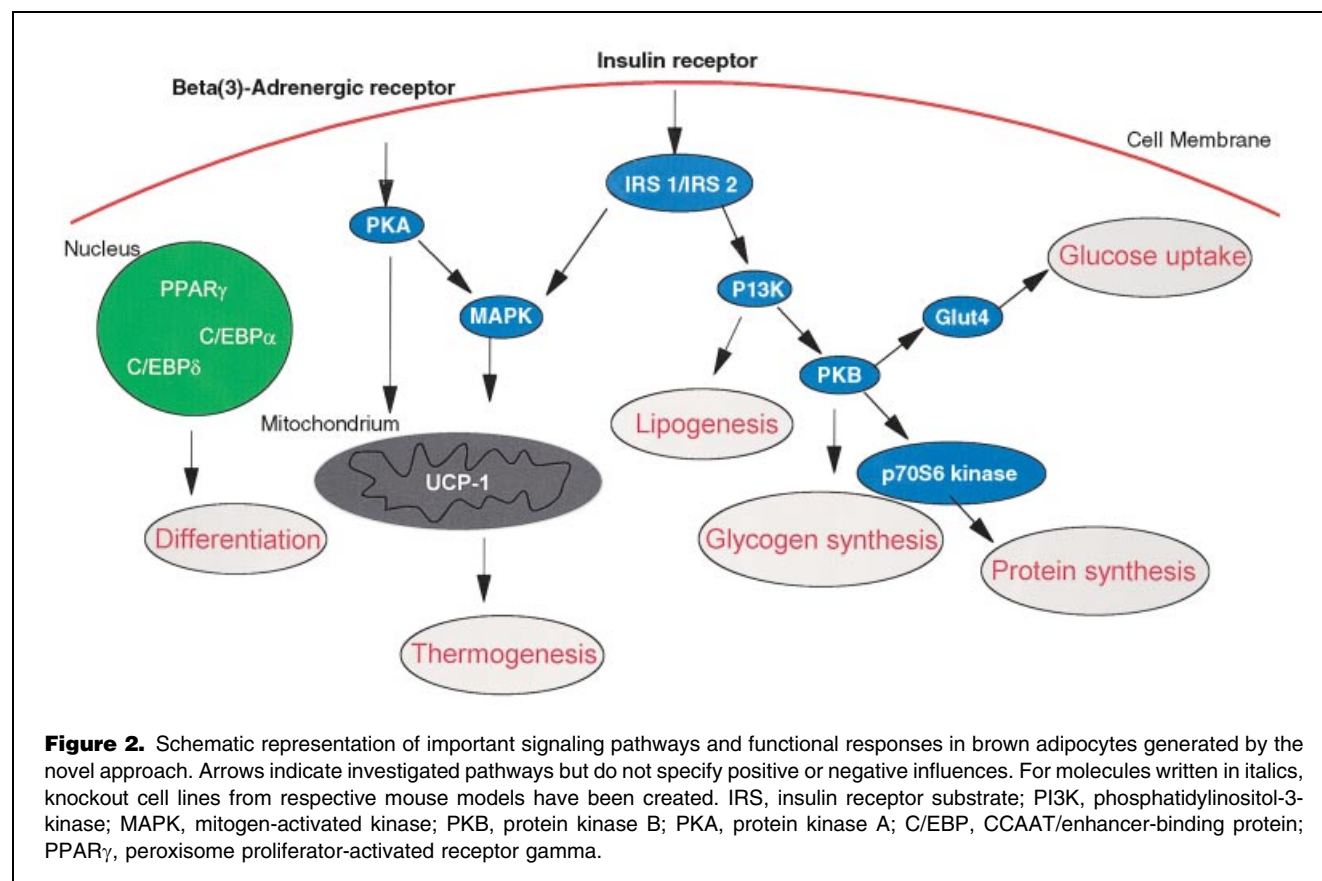 Insulin receptor
Beta(3)-Adrenergic receptor
Cell Membrane
IRS 1/IRS 2
PKA
Nucleus
Glucose uptake
PPARγ
P13K
MAPK
Glut4
C/EBPα
C/EBPδ
PKB
Mitochondrium
Lipogenesis
UCP-1
p70S6 kinase
Differentiation
Glycogen synthesis
Protein synthesis
Thermogenesis
Figure 2. Schematic representation of important signaling pathways and functional responses in brown adipocytes generated by the
novel approach. Arrows indicate investigated pathways but do not specify positive or negative influences. For molecules written in italics,
knockout cell lines from respective mouse models have been created. IRS, insulin receptor substrate; PI3K, phosphatidylinositol-3-
kinase; MAPK, mitogen-activated kinase; PKB, protein kinase B; PKA, protein kinase A; C/EBP, CCAAT/enhancer-binding protein;
PPARγ, peroxisome proliferator-activated receptor gamma.